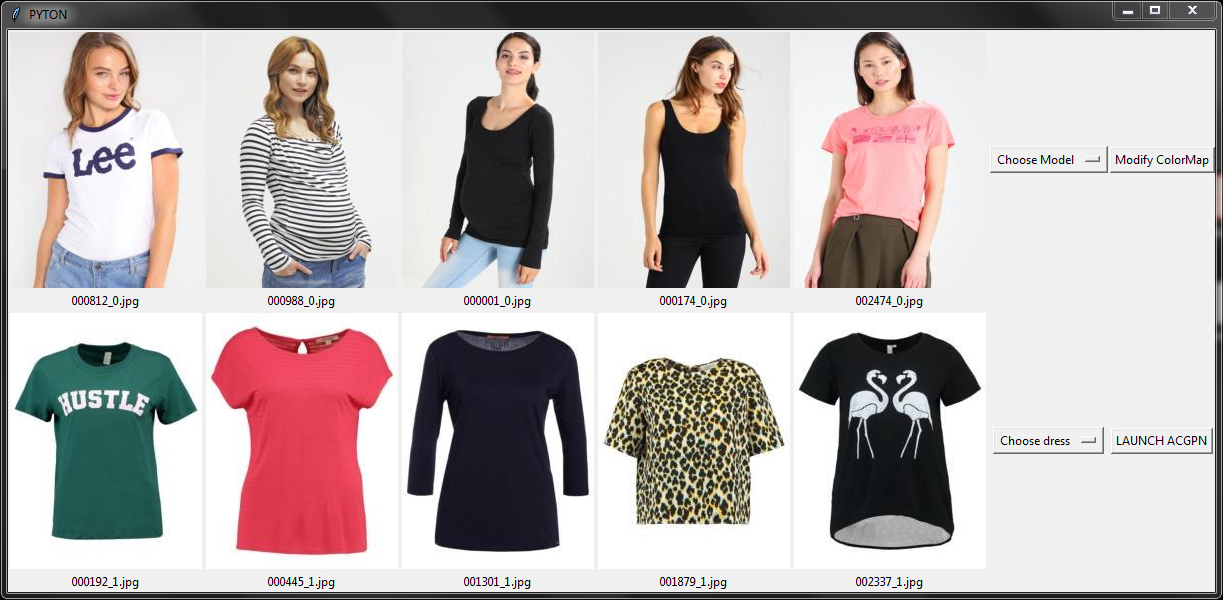 PYTON
Lee
000812_0.jpg
000988_0.jpg
000001_0.jpg
000174_0.jpg
002474_0.jpg
Choose Model
Modify ColorMap
HUSTLE
000192_1.jpg
000445_1.jpg
001301_1.jpg
001879_1.jpg
002337_1.jpg
Choose dress
LAUNCH ACGPN